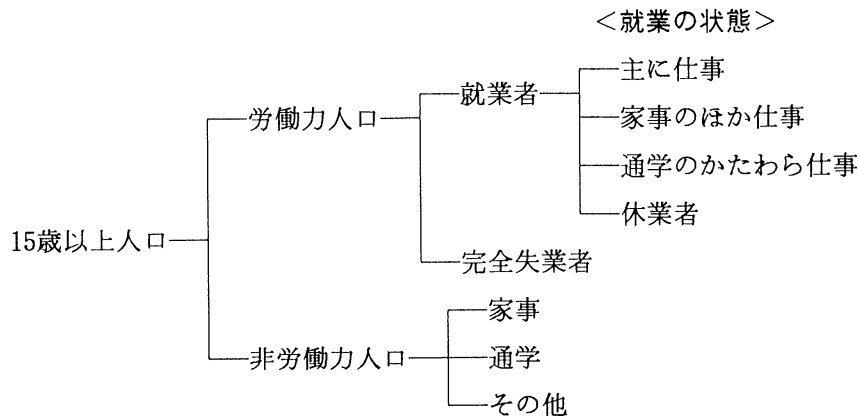 <就業の状態>
主に仕事
就業者
家事のほか仕事
労働力人口
通学のかたわら仕事
休業者
15歳以上人口
完全失業者
家事
非労働力人口
通学
その他